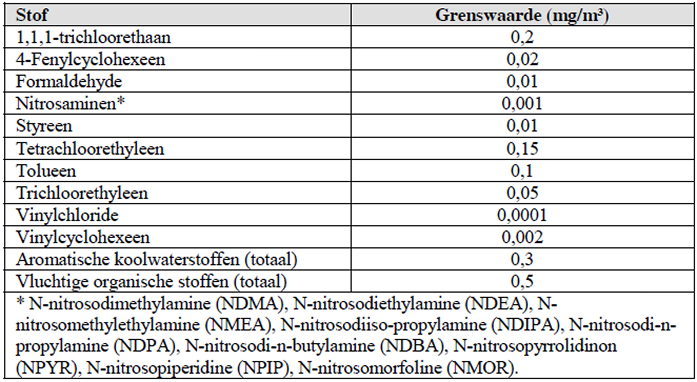 Stof Grenswaarde (mg/m³)
1,1,1-trichloorethaan 0,2
4-Fenylcyclohexeen 0,02
Formaldehyde 0,01
Nitrosaminen* 0,001
Styreen 0,01
Tetrachloorethyleen 0,15
Tolueen 0,1
Trichloorethyleen 0,05
Vinylchloride 0,0001
Vinylcyclohexeen 0,002
Aromatische koolwaterstoffen (totaal) 0,3
Vluchtige organische stoffen (totaal) 0,5
* N-nitrosodimethylamine (NDMA), N-nitrosodiethylamine (NDEA), N-
nitrosomethylethylamine (NMEA), N-nitrosodiiso-propylamine (NDIPA), N-nitrosodi-n-
propylamine (NDPA), N-nitrosodi-n-butylamine (NDBA), N-nitrosopyrrolidinon
(NPYR), N-nitrosopiperidine (NPIP), N-nitrosomorfoline (NMOR).